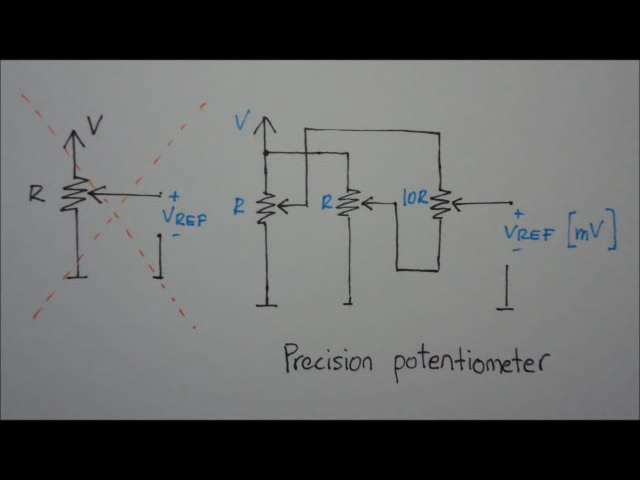 V
R
+
VREF
-
V
R
R
10R
+
VREF [mV]
-
Precision potentiometer